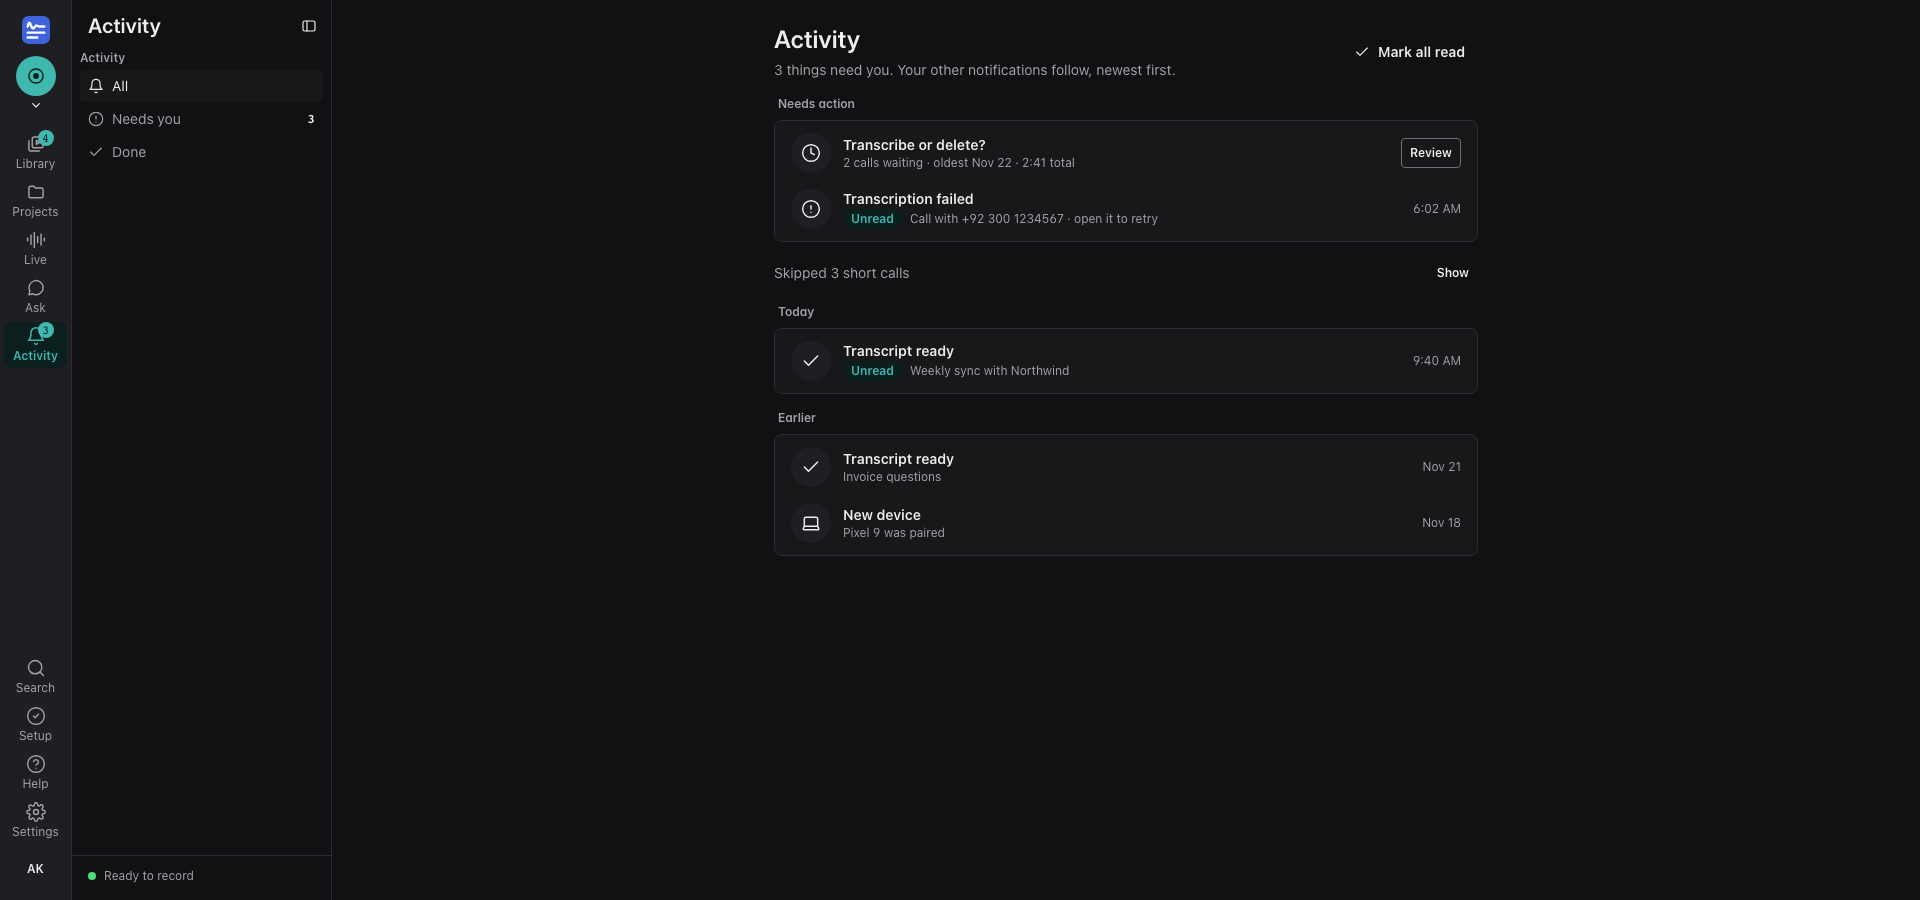 Activity
Activity
All
Needs you 3
Done
4
Library
Projects
Live
Ask
3
Activity
Search
Setup
Help
Settings
AK
Ready to record
Activity
3 things need you. Your other notifications follow, newest first.
Mark all read
Needs action
Transcribe or delete?
2 calls waiting · oldest Nov 22 · 2:41 total
Review
Transcription failed
Unread Call with +92 300 1234567 · open it to retry
6:02 AM
Skipped 3 short calls
Show
Today
Transcript ready
Unread Weekly sync with Northwind
9:40 AM
Earlier
Transcript ready
Invoice questions
Nov 21
New device
Pixel 9 was paired
Nov 18